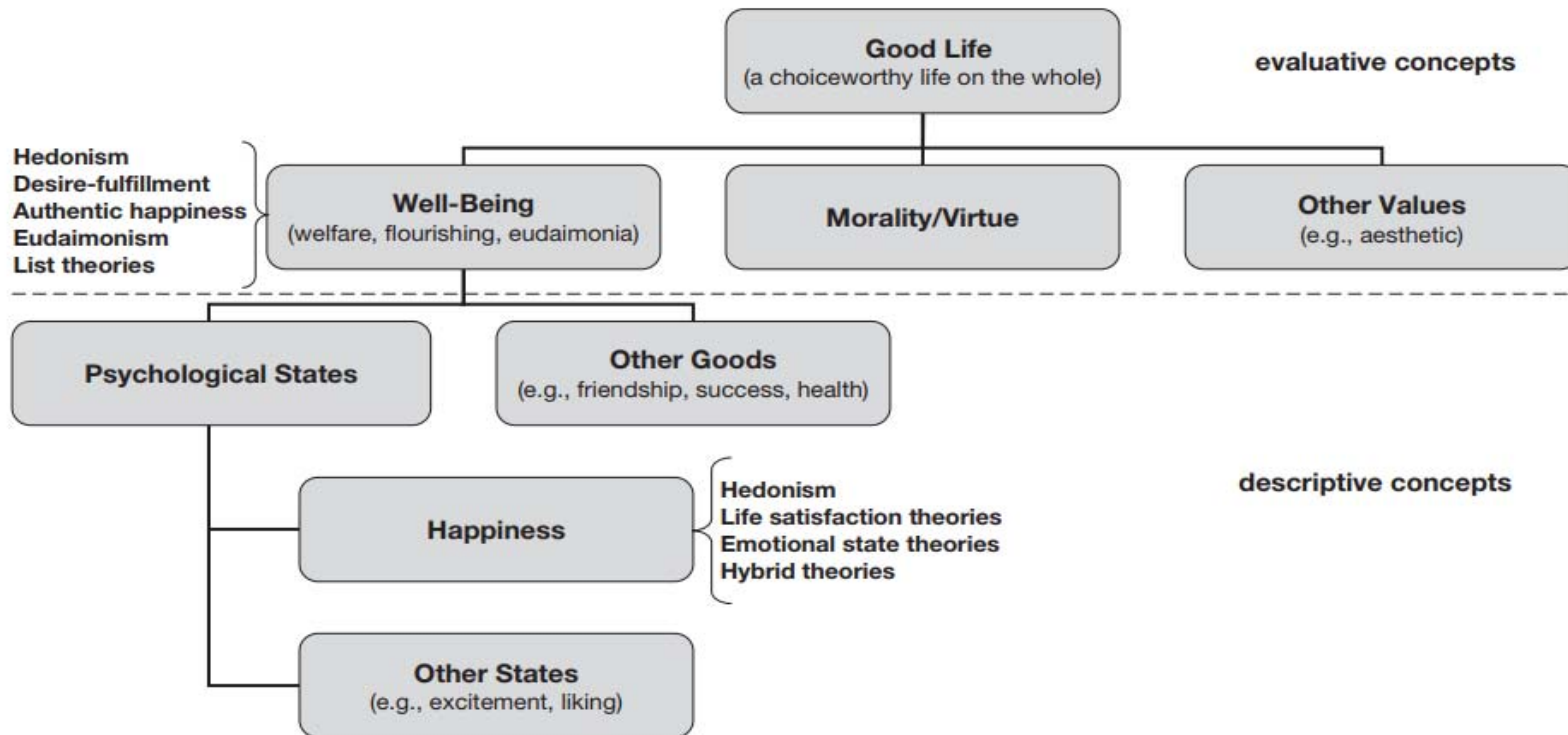 Good Life
(a choiceworthy life on the whole)
evaluative concepts
Hedonism
Desire-fulfillment
Authentic happiness
Eudaimonism
List theories
Well-Being
(welfare, flourishing, eudaimonia)
Morality/Virtue
Other Values
(e.g., aesthetic)
Psychological States
Other Goods
(e.g., friendship, success, health)
Happiness
Hedonism
Life satisfaction theories
Emotional state theories
Hybrid theories
descriptive concepts
Other States
(e.g., excitement, liking)